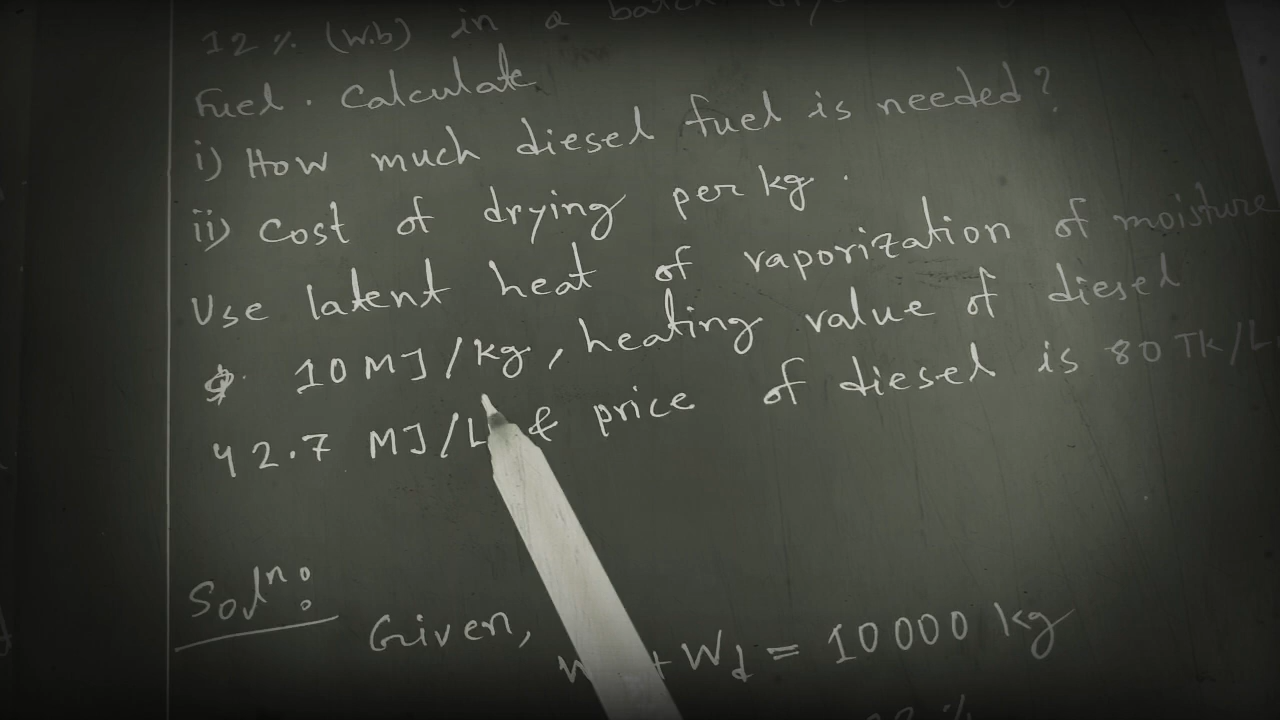 12% (w.b) in a batch
Fuel. Calculate
i) How much diesel fuel is needed?
ii) Cost of drying per kg.
Use latent heat of vaporization of moisture
10 MJ/kg, heating value of diesel
42.7 MJ/L & price of diesel is 80 Tk/L
Solⁿ:
Given, W + Wd = 10000 kg